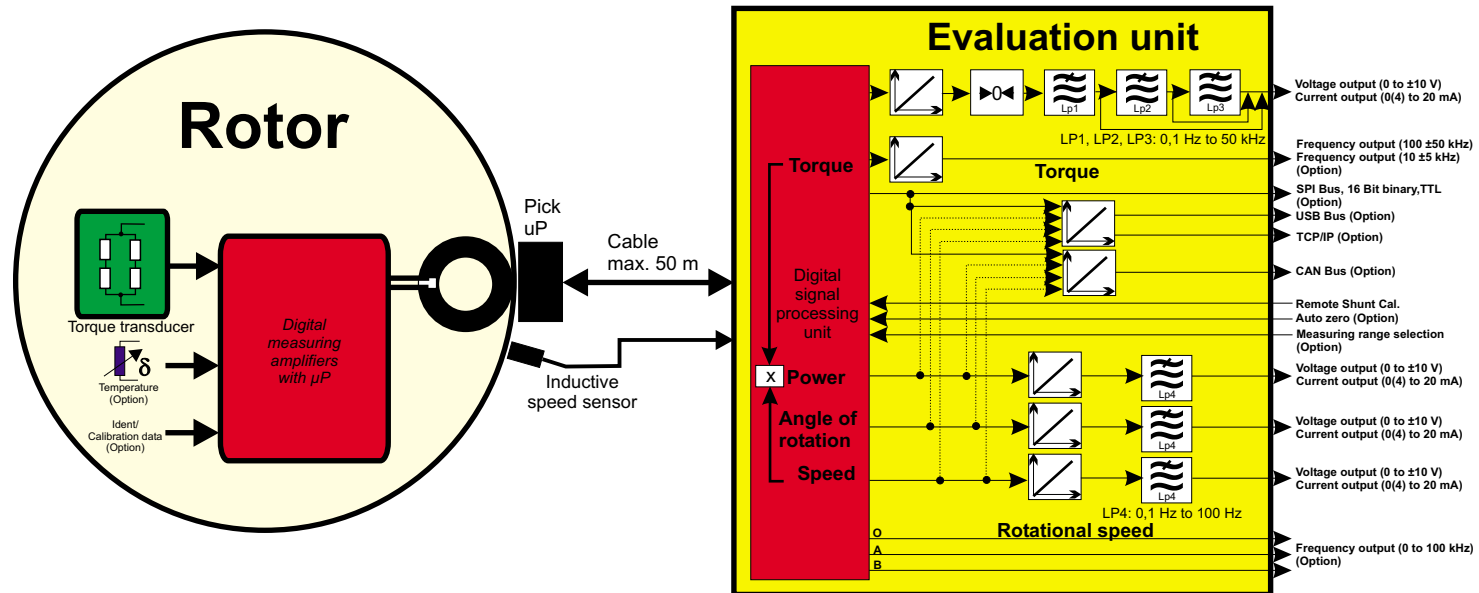 Rotor
Torque transducer
δ
Temperature
(Option)
Ident/
Calibration data
(Option)
Digital
measuring
amplifiers
with µP
Pick
uP
Cable
max. 50 m
Inductive
speed sensor
Evaluation unit
▶0◀
Lp1
Lp2
Lp3
LP1, LP2, LP3: 0,1 Hz to 50 kHz
Torque
Torque
Digital
signal
processing
unit
X
Power
Angle of
rotation
Speed
Lp4
Lp4
Lp4
LP4: 0,1 Hz to 100 Hz
Rotational speed
O
A
B
Voltage output (0 to ±10 V)
Current output (0(4) to 20 mA)
Frequency output (100 ±50 kHz)
Frequency output (10 ±5 kHz)
(Option)
SPI Bus, 16 Bit binary,TTL
(Option)
USB Bus (Option)
TCP/IP (Option)
CAN Bus (Option)
Remote Shunt Cal.
Auto zero (Option)
Measuring range selection
(Option)
Voltage output (0 to ±10 V)
Current output (0(4) to 20 mA)
Voltage output (0 to ±10 V)
Current output (0(4) to 20 mA)
Voltage output (0 to ±10 V)
Current output (0(4) to 20 mA)
Frequency output (0 to 100 kHz)
(Option)